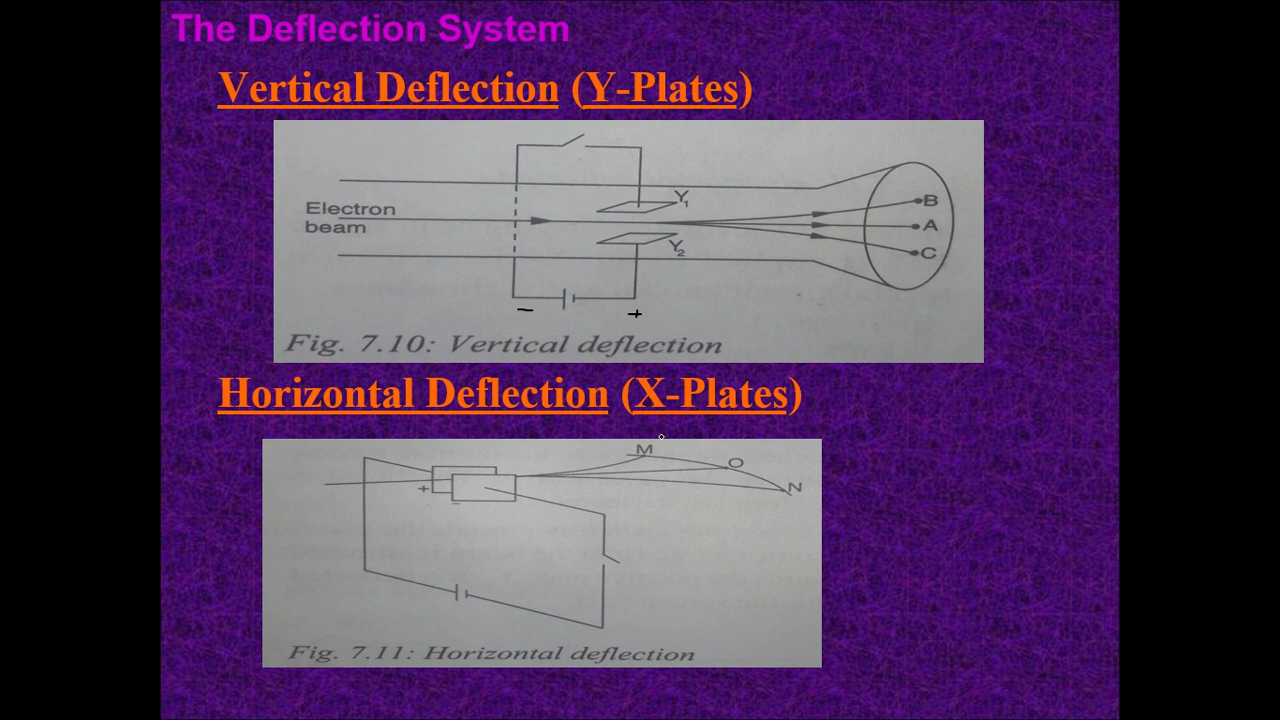 The Deflection System
Vertical Deflection (Y-Plates)
Electron
beam
Y1
Y2
B
A
C
− +
Fig. 7.10: Vertical deflection
Horizontal Deflection (X-Plates)
M
O
N
+
−
Fig. 7.11: Horizontal deflection